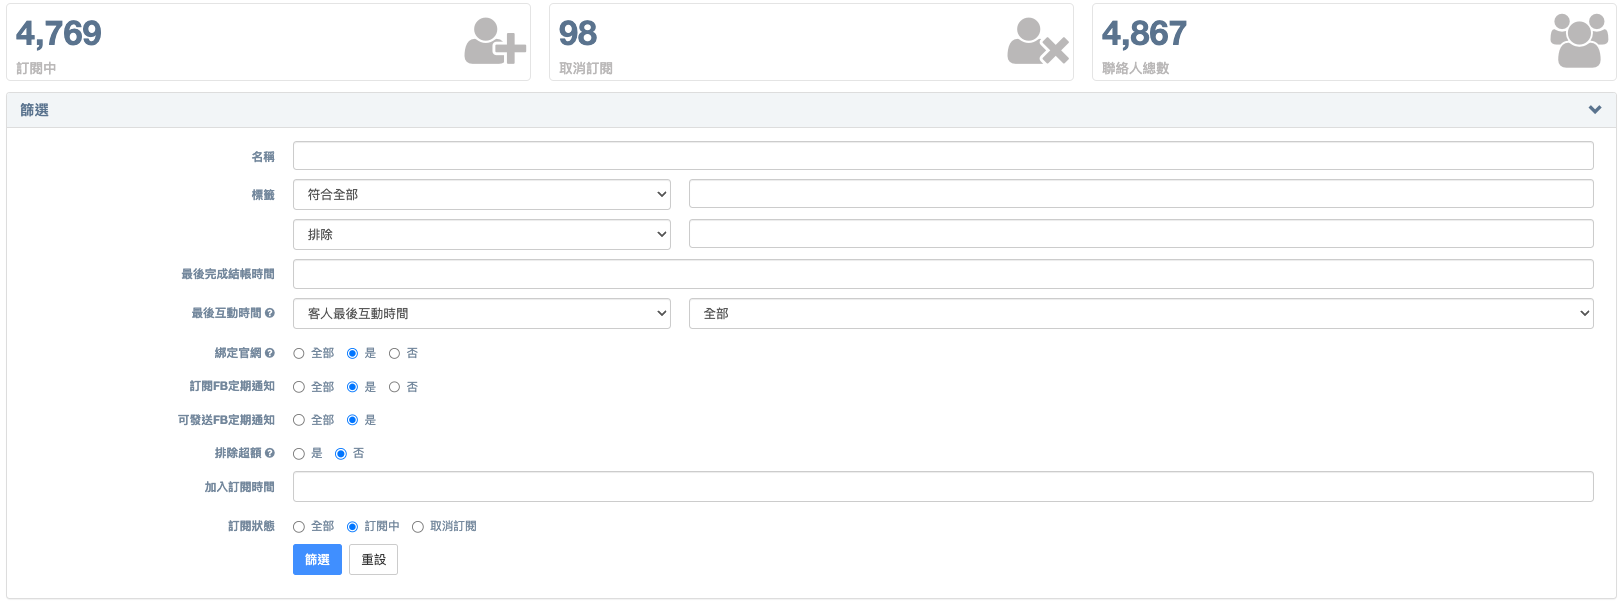 4,769
訂閱中
98
取消訂閱
4,867
聯絡人總數
篩選
名稱
標籤 符合全部
排除
最後完成結帳時間
最後互動時間 客人最後互動時間 全部
綁定官網 全部 是 否
訂閱FB定期通知 全部 是 否
可發送FB定期通知 全部 是
排除超額 是 否
加入訂閱時間
訂閱狀態 全部 訂閱中 取消訂閱
篩選 重設